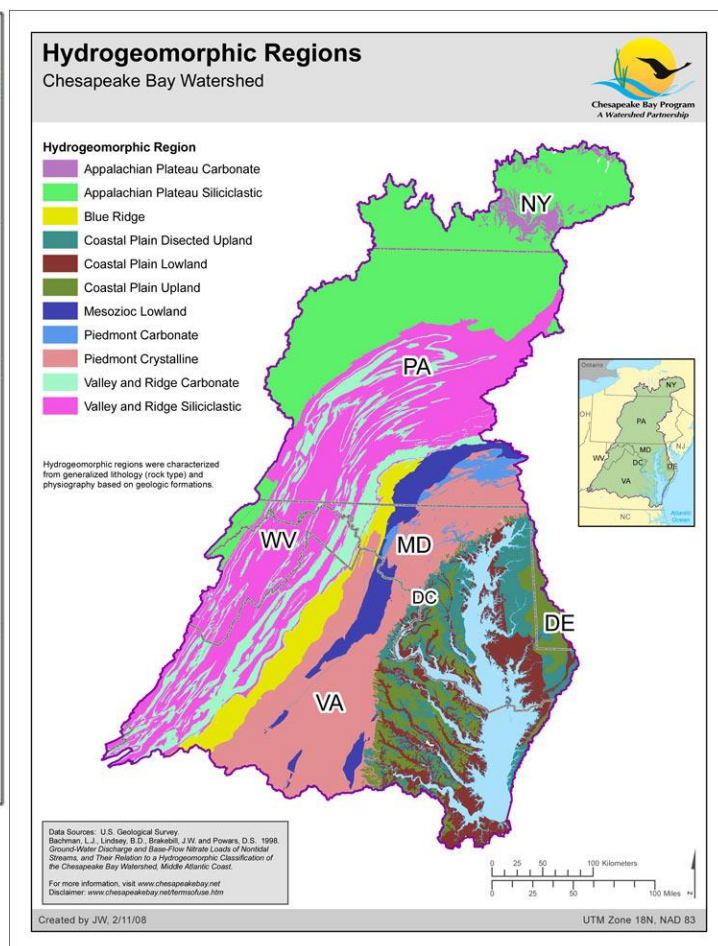 Hydrogeomorphic Regions
Chesapeake Bay Watershed
Chesapeake Bay Program
A Watershed Partnership
Hydrogeomorphic Region
Appalachian Plateau Carbonate
Appalachian Plateau Siliciclastic
Blue Ridge
Coastal Plain Disected Upland
Coastal Plain Lowland
Coastal Plain Upland
Mesozioc Lowland
Piedmont Carbonate
Piedmont Crystalline
Valley and Ridge Carbonate
Valley and Ridge Siliciclastic
Hydrogeomorphic regions were characterized
from generalized lithology (rock type) and
physiography based on geologic formations.
NY
PA
WV
MD
DC
DE
VA
Ontario
NY
OH
PA
NJ
MD
WV
DC
DE
VA
NC
Atlantic
Ocean
Data Sources: U.S. Geological Survey.
Bachman, L.J., Lindsey, B.D., Brakebill, J.W. and Powars, D.S. 1998.
Ground-Water Discharge and Base-Flow Nitrate Loads of Nontidal
Streams, and Their Relation to a Hydrogeomorphic Classification of
the Chesapeake Bay Watershed, Middle Atlantic Coast.
For more information, visit www.chesapeakebay.net
Disclaimer: www.chesapeakebay.net/termsofuse.htm
0 25 50 100 Kilometers
0 25 50 100 Miles
N
Created by JW, 2/11/08
UTM Zone 18N, NAD 83